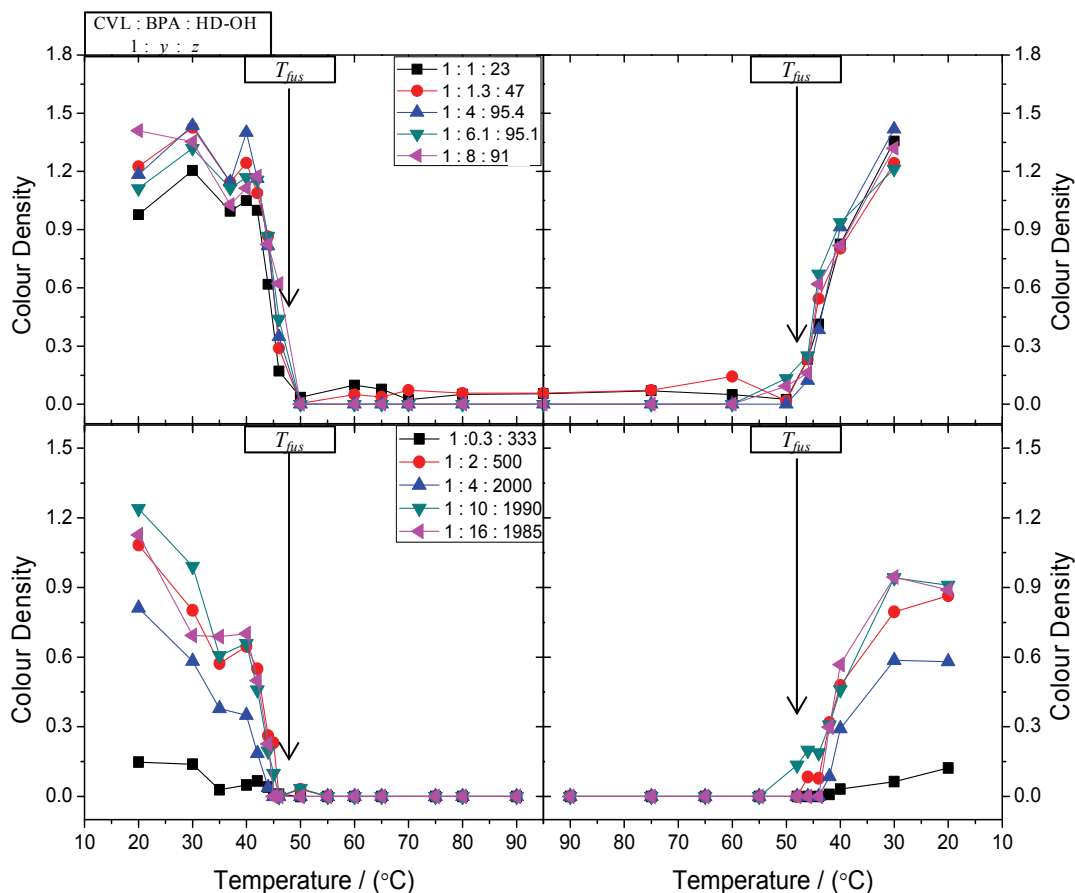 CVL : BPA : HD-OH
1 : y : z
T_fus
T_fus
1 : 1 : 23
1 : 1.3 : 47
1 : 4 : 95.4
1 : 6.1 : 95.1
1 : 8 : 91
1.8
1.5
1.2
0.9
0.6
0.3
0.0
Colour Density
1.8
1.5
1.2
0.9
0.6
0.3
0.0
Colour Density
T_fus
T_fus
1 :0.3 : 333
1 : 2 : 500
1 : 4 : 2000
1 : 10 : 1990
1 : 16 : 1985
1.5
1.2
0.9
0.6
0.3
0.0
Colour Density
1.5
1.2
0.9
0.6
0.3
0.0
Colour Density
10 20 30 40 50 60 70 80 90
90 80 70 60 50 40 30 20 10
Temperature / (°C)
Temperature / (°C)